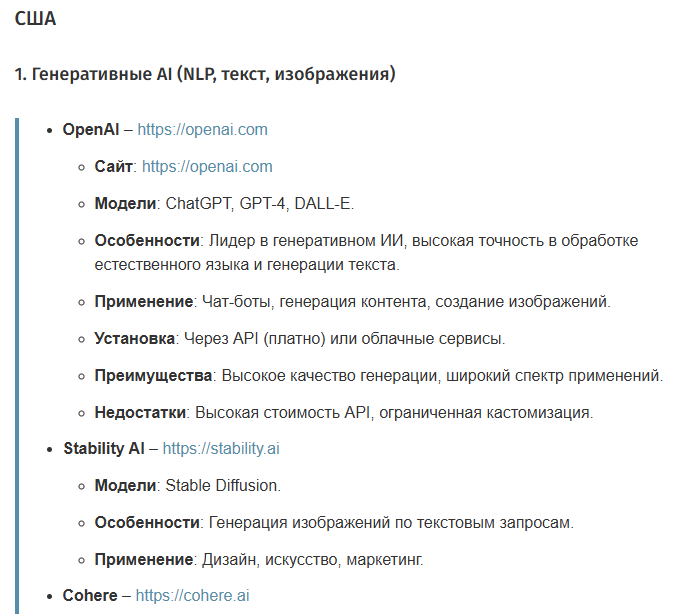 США
1. Генеративные AI (NLP, текст, изображения)
• OpenAI – https://openai.com
◦ Сайт: https://openai.com
◦ Модели: ChatGPT, GPT-4, DALL-E.
◦ Особенности: Лидер в генеративном ИИ, высокая точность в обработке
естественного языка и генерации текста.
◦ Применение: Чат-боты, генерация контента, создание изображений.
◦ Установка: Через API (платно) или облачные сервисы.
◦ Преимущества: Высокое качество генерации, широкий спектр применений.
◦ Недостатки: Высокая стоимость API, ограниченная кастомизация.
• Stability AI – https://stability.ai
◦ Модели: Stable Diffusion.
◦ Особенности: Генерация изображений по текстовым запросам.
◦ Применение: Дизайн, искусство, маркетинг.
• Cohere – https://cohere.ai